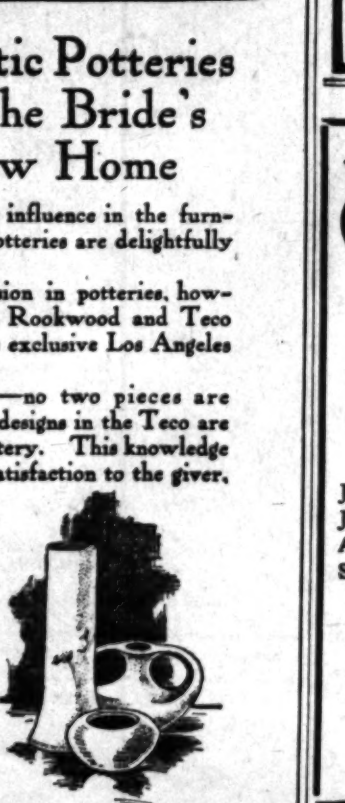 tic Potteries
he Bride's
w Home
influence in the furn-
otteries are delightfully
sion in potteries, how-
Rookwood and Teco
exclusive Los Angeles
—no two pieces are
designs in the Teco are
tery. This knowledge
atisfaction to the giver,
J
J
A
S